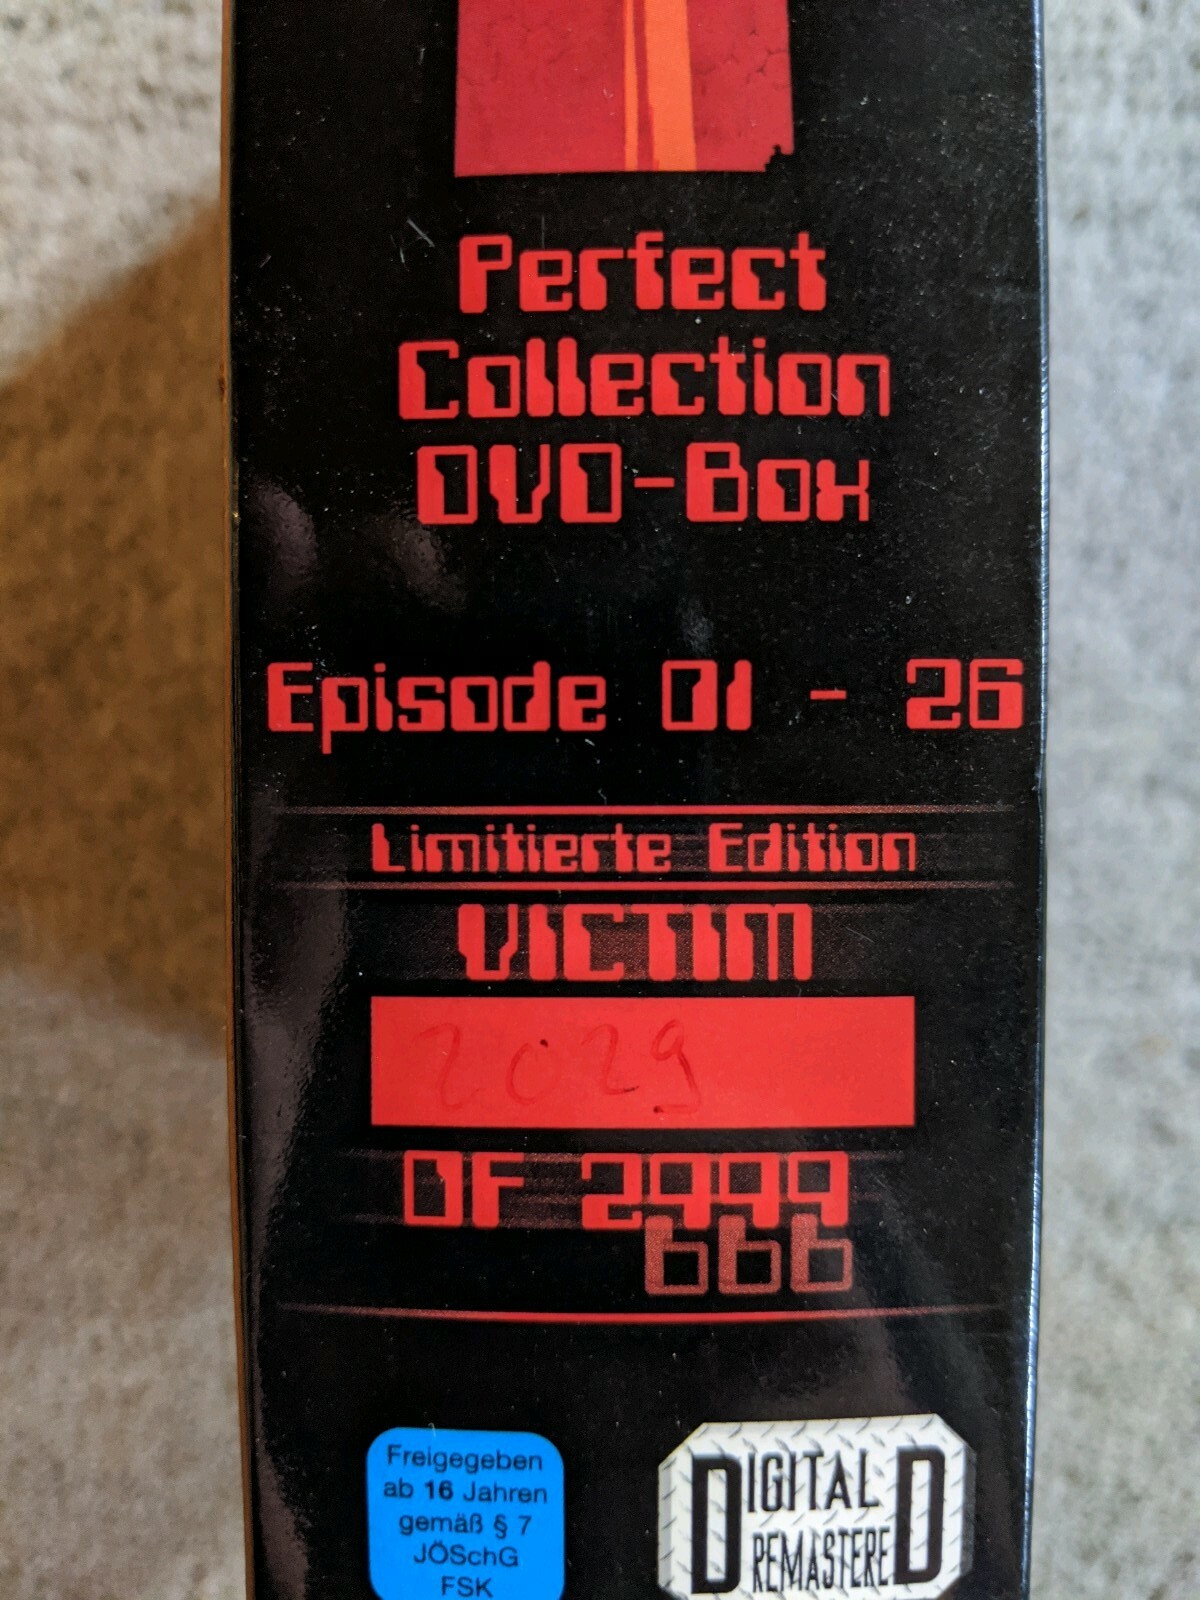 Perfect
Collection
DVD-Box
Episode 01 - 26
Limitierte Edition
VICTIM
2029
OF 2999
666
Freigegeben
ab 16 Jahren
gemäß § 7
JÖSchG
FSK
DIGITAL D
REMASTERED